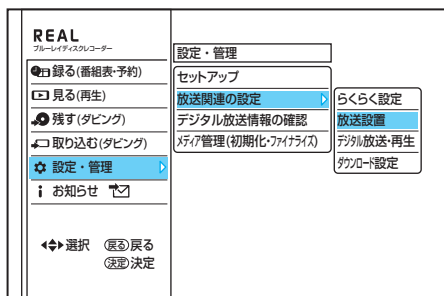 REAL
ブルーレイディスクレコーダー
録る(番組表・予約)
見る(再生)
残す(ダビング)
取り込む(ダビング)
設定・管理
お知らせ
選択 戻る 戻る
決定 決定
設定・管理
セットアップ
放送関連の設定
デジタル放送情報の確認
メディア管理(初期化・ファイナライズ)
らくらく設定
放送設置
デジタル放送・再生
ダウンロード設定